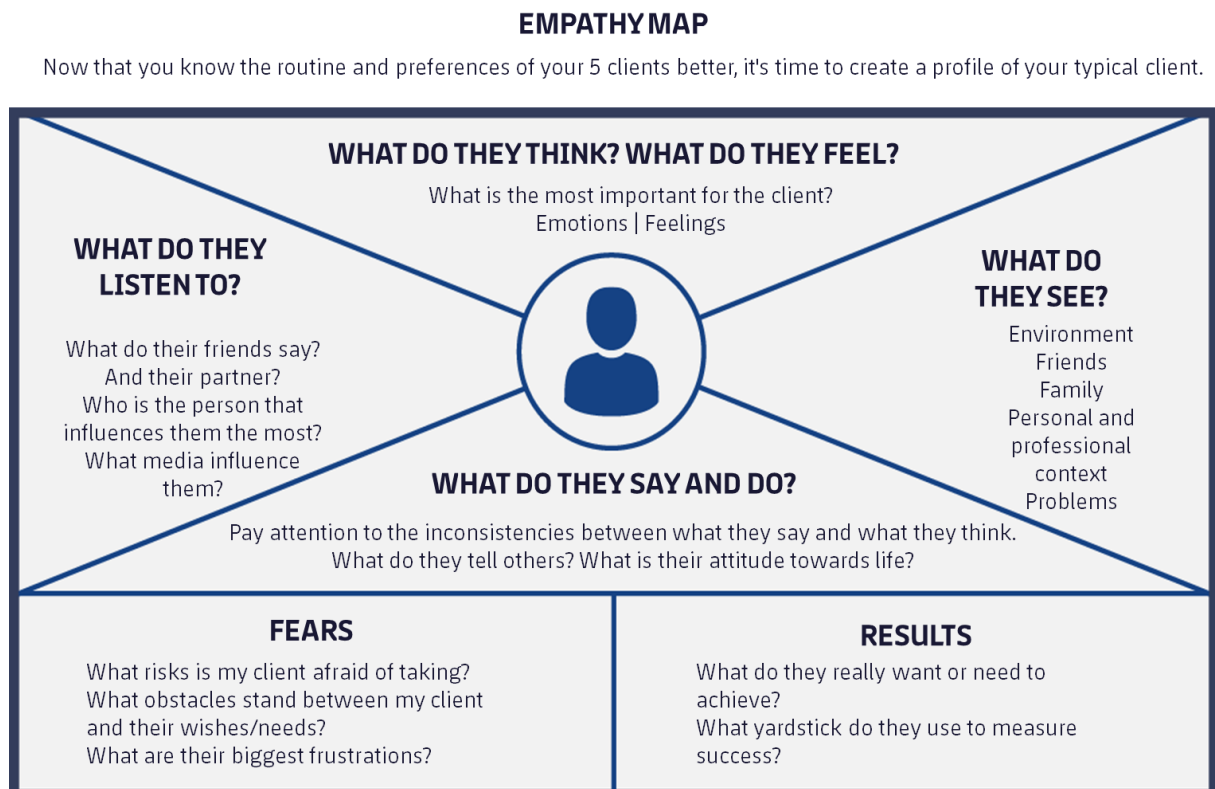 EMPATHY MAP
Now that you know the routine and preferences of your 5 clients better, it's time to create a profile of your typical client.
WHAT DO THEY THINK? WHAT DO THEY FEEL?
What is the most important for the client?
Emotions | Feelings
WHAT DO THEY
LISTEN TO?
What do their friends say?
And their partner?
Who is the person that
influences them the most?
What media influence
them?
WHAT DO
THEY SEE?
Environment
Friends
Family
Personal and
professional
context
Problems
WHAT DO THEY SAY AND DO?
Pay attention to the inconsistencies between what they say and what they think.
What do they tell others? What is their attitude towards life?
FEARS
What risks is my client afraid of taking?
What obstacles stand between my client
and their wishes/needs?
What are their biggest frustrations?
RESULTS
What do they really want or need to
achieve?
What yardstick do they use to measure
success?